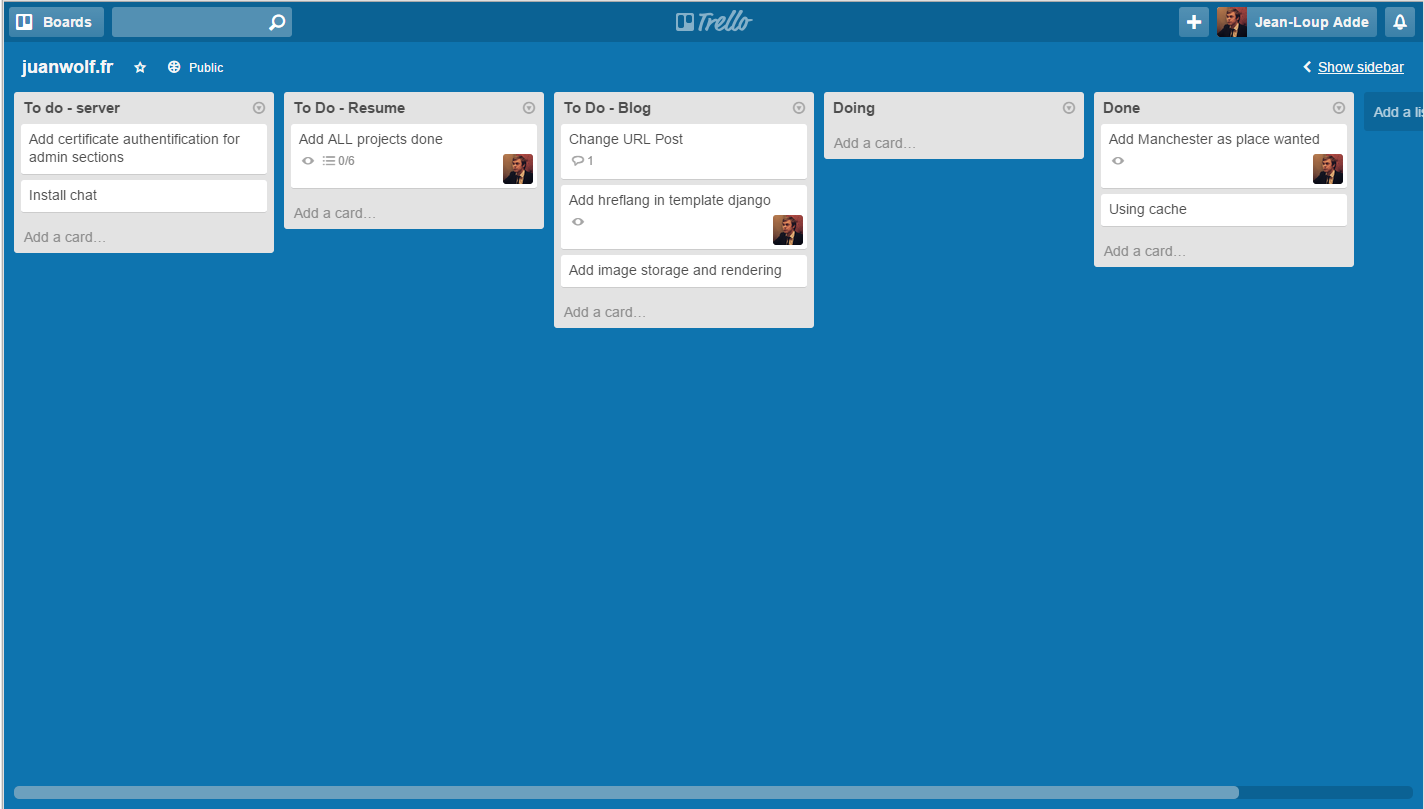 Boards
Trello
Jean-Loup Adde
juanwolf.fr
Public
Show sidebar
To do - server
Add certificate authentification for
admin sections
Install chat
Add a card…
To Do - Resume
Add ALL projects done
0/6
Add a card…
To Do - Blog
Change URL Post
1
Add hreflang in template django
Add image storage and rendering
Add a card…
Doing
Add a card…
Done
Add Manchester as place wanted
Using cache
Add a card…
Add a li